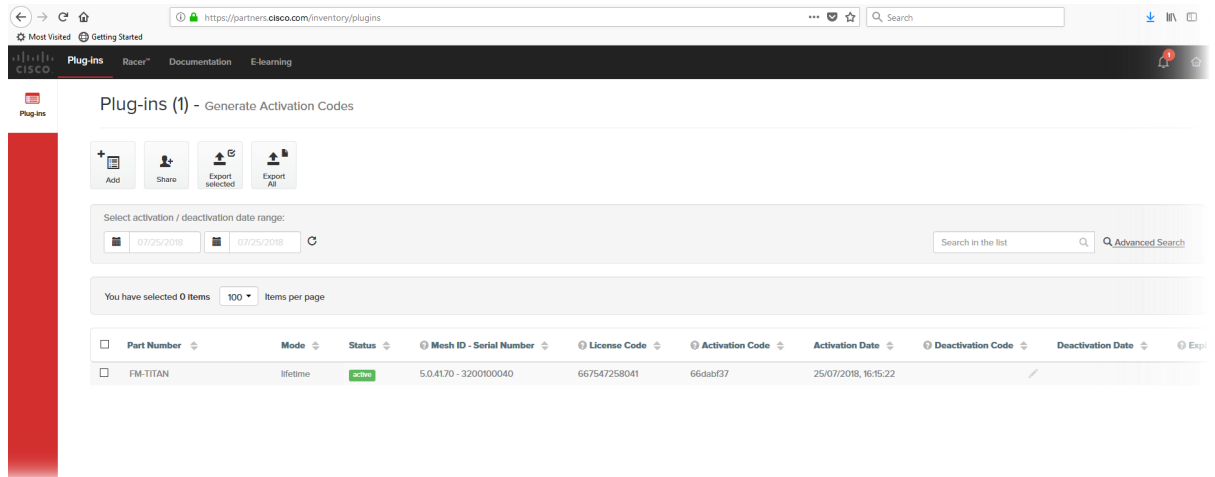 https://partners.cisco.com/inventory/plugins
Search
Most Visited Getting Started
CISCO Plug-ins Racer™ Documentation E-learning 1
Plug-ins
Plug-ins (1) - Generate Activation Codes
Add Share Export selected Export All
Select activation / deactivation date range:
07/25/2018 07/25/2018 Search in the list Advanced Search
You have selected 0 items 100 Items per page
Part Number Mode Status Mesh ID - Serial Number License Code Activation Code Activation Date Deactivation Code Deactivation Date
FM-TITAN lifetime active 5.0.41.70 - 3200100040 667547258041 66dabf37 25/07/2018, 16:15:22